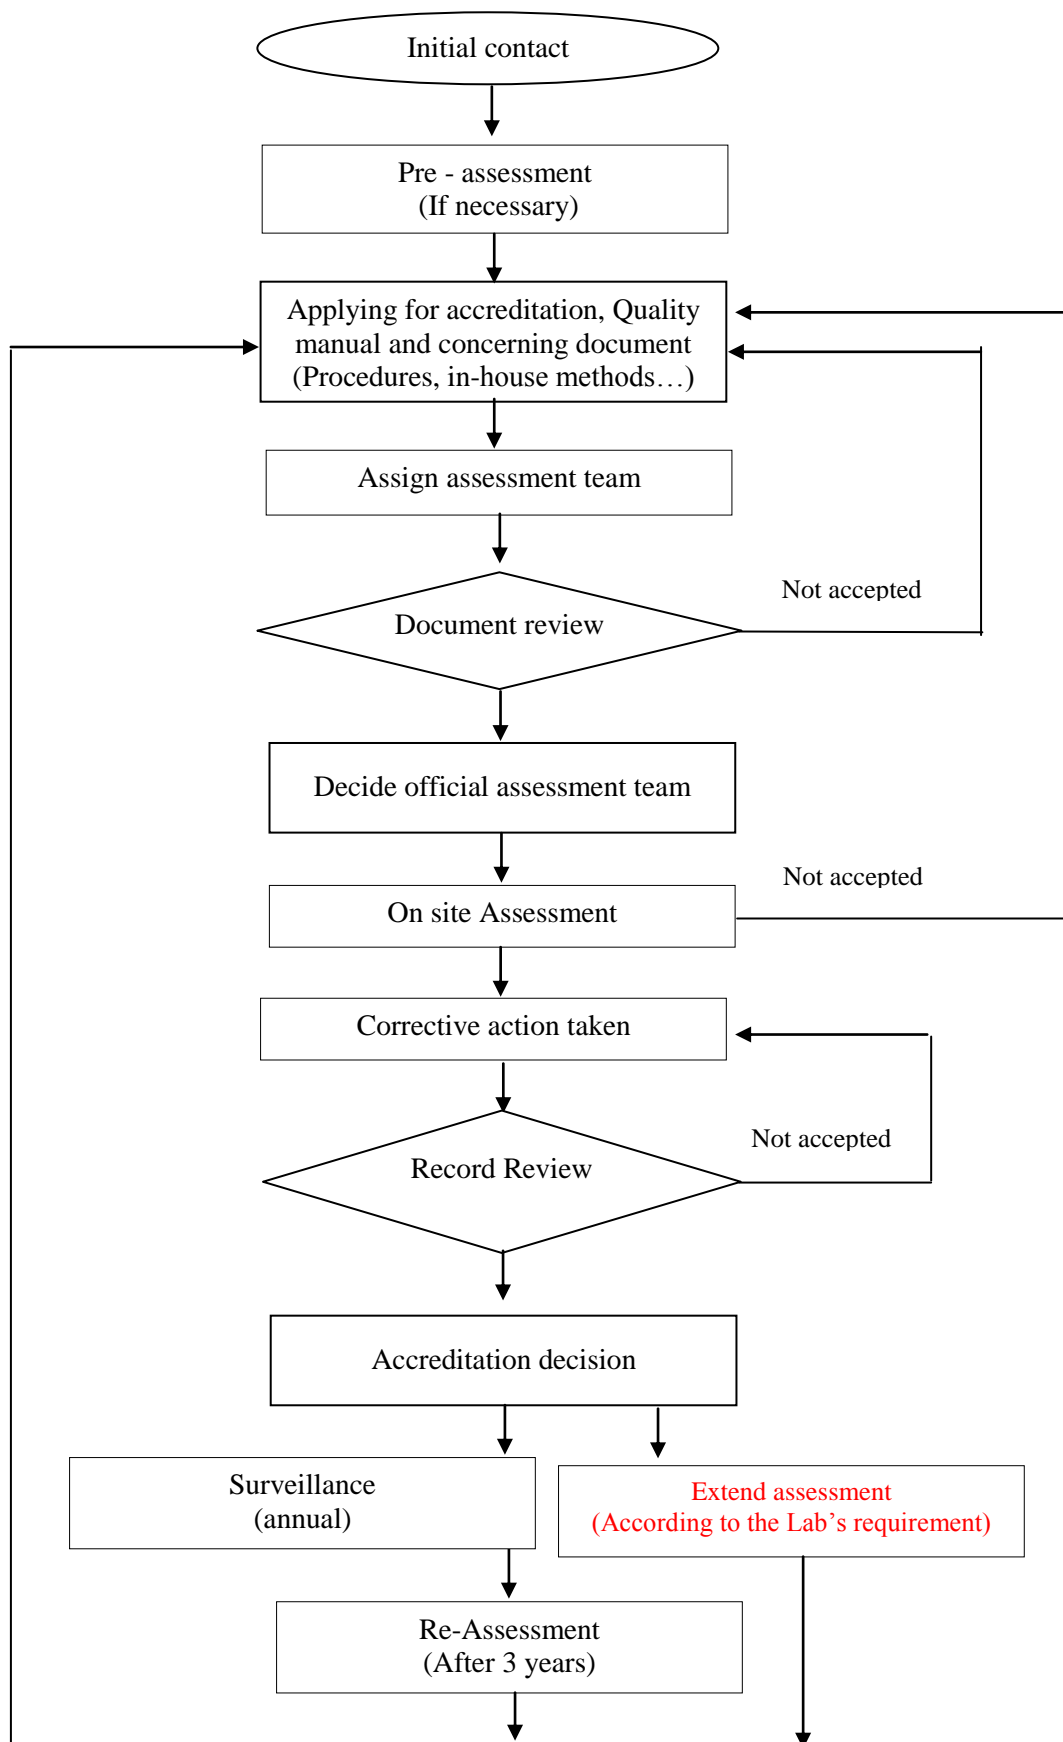 Initial contact
Pre - assessment
(If necessary)
Applying for accreditation, Quality
manual and concerning document
(Procedures, in-house methods…)
Assign assessment team
Not accepted
Document review
Decide official assessment team
Not accepted
On site Assessment
Corrective action taken
Not accepted
Record Review
Accreditation decision
Surveillance
(annual)
Extend assessment
(According to the Lab’s requirement)
Re-Assessment
(After 3 years)